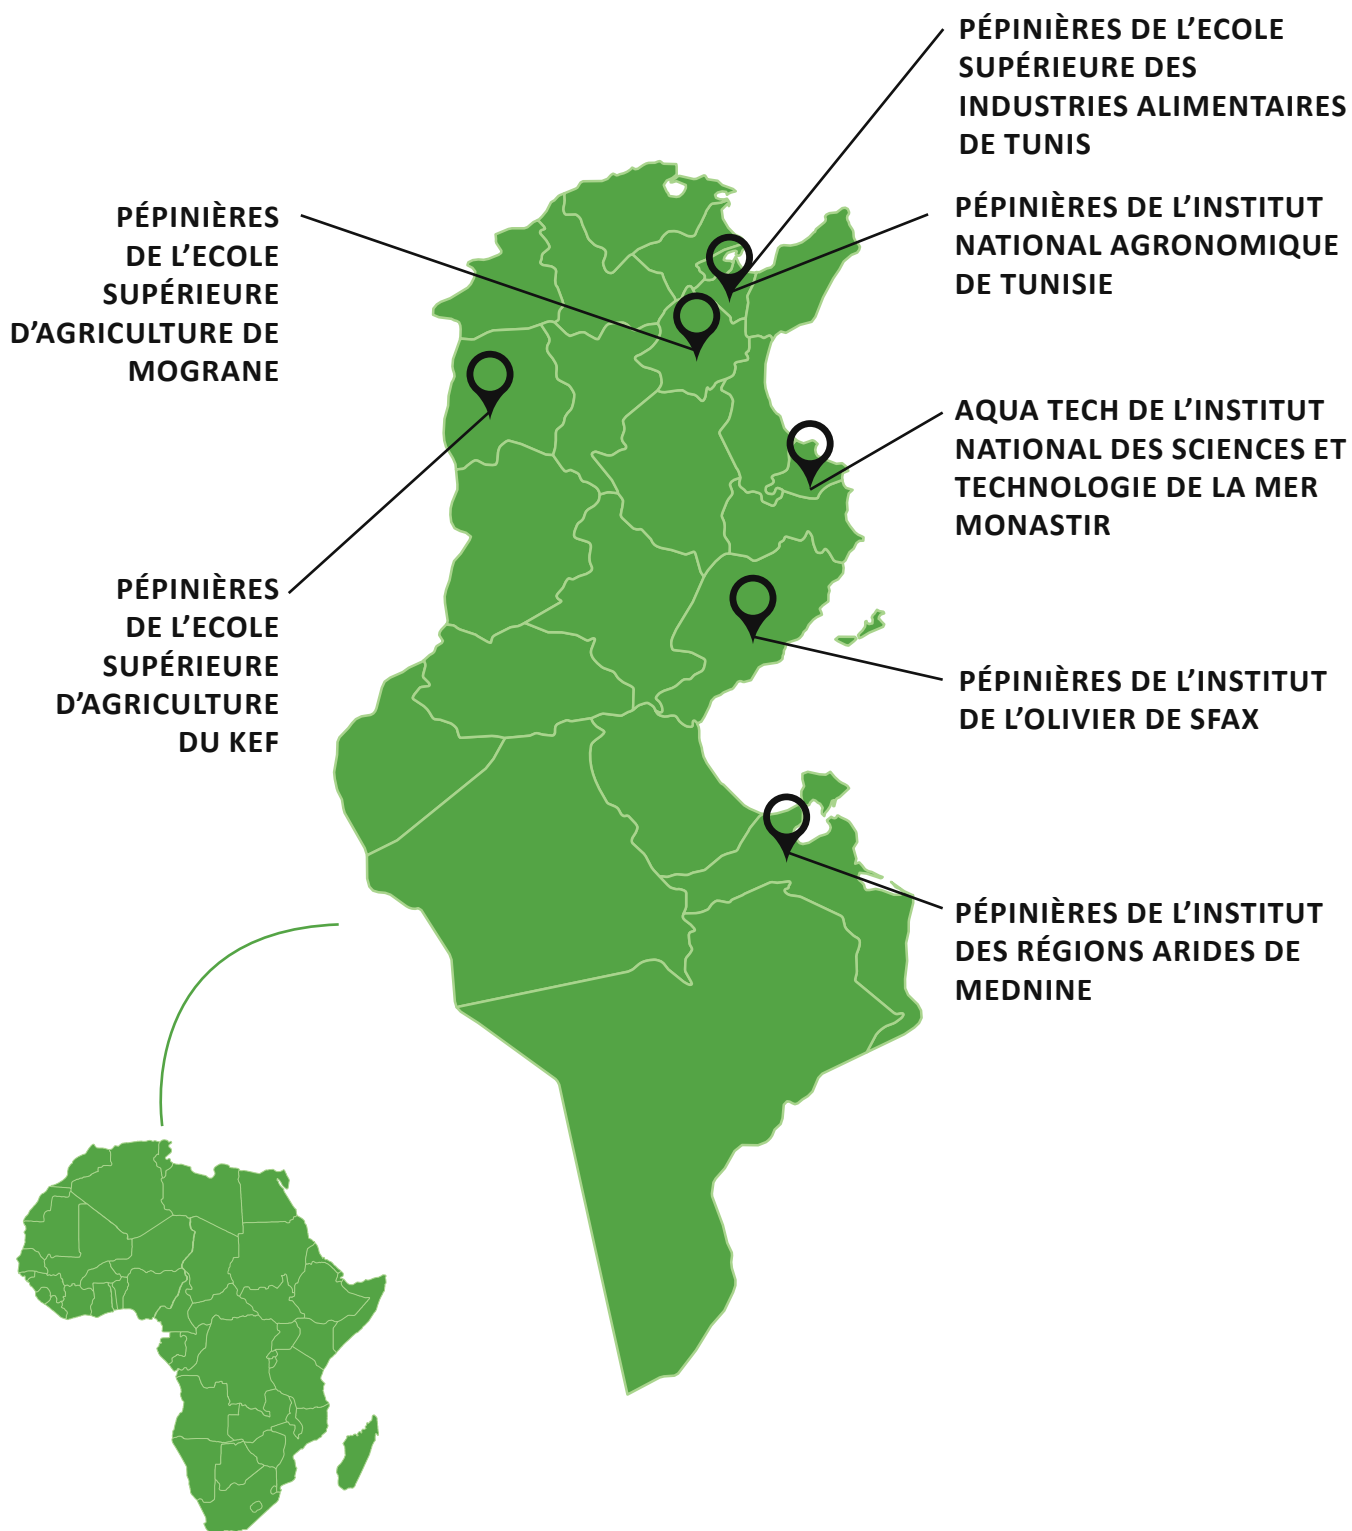 PÉPINIÈRES DE L’ECOLE
SUPÉRIEURE DES
INDUSTRIES ALIMENTAIRES
DE TUNIS
PÉPINIÈRES DE L’INSTITUT
NATIONAL AGRONOMIQUE
DE TUNISIE
PÉPINIÈRES
DE L’ECOLE
SUPÉRIEURE
D’AGRICULTURE DE
MOGRANE
AQUA TECH DE L’INSTITUT
NATIONAL DES SCIENCES ET
TECHNOLOGIE DE LA MER
MONASTIR
PÉPINIÈRES
DE L’ECOLE
SUPÉRIEURE
D’AGRICULTURE
DU KEF
PÉPINIÈRES DE L’INSTITUT
DE L’OLIVIER DE SFAX
PÉPINIÈRES DE L’INSTITUT
DES RÉGIONS ARIDES DE
MEDNINE